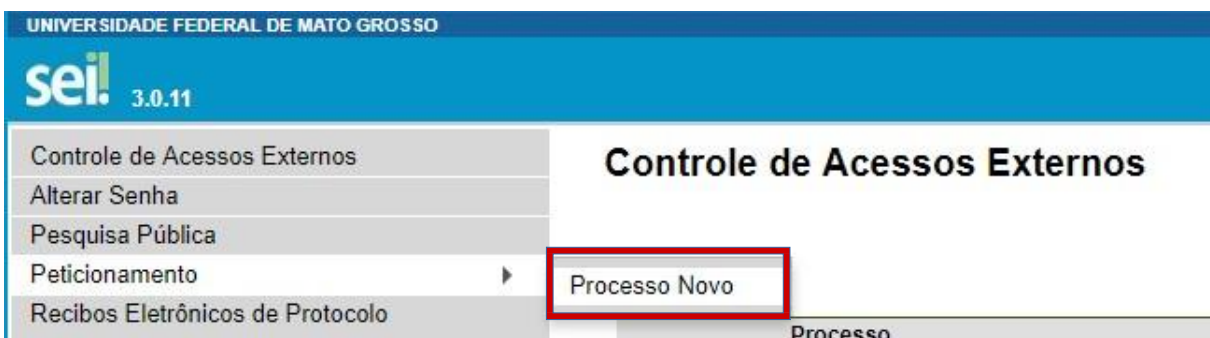 UNIVERSIDADE FEDERAL DE MATO GROSSO
sei! 3.0.11
Controle de Acessos Externos
Alterar Senha
Pesquisa Pública
Peticionamento
Recibos Eletrônicos de Protocolo
Controle de Acessos Externos
Processo Novo
Processo